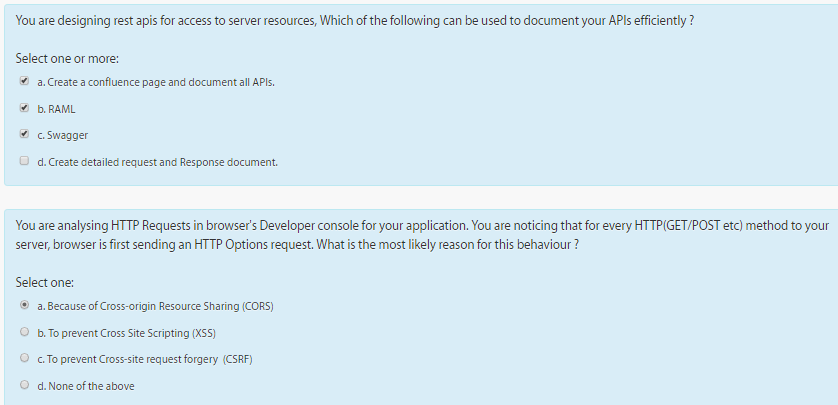 You are designing rest apis for access to server resources, Which of the following can be used to document your APIs efficiently ?
Select one or more:
a. Create a confluence page and document all APIs.
b. RAML
c. Swagger
d. Create detailed request and Response document.
You are analysing HTTP Requests in browser's Developer console for your application. You are noticing that for every HTTP(GET/POST etc) method to your
server, browser is first sending an HTTP Options request. What is the most likely reason for this behaviour ?
Select one:
a. Because of Cross-origin Resource Sharing (CORS)
b. To prevent Cross Site Scripting (XSS)
c. To prevent Cross-site request forgery (CSRF)
d. None of the above